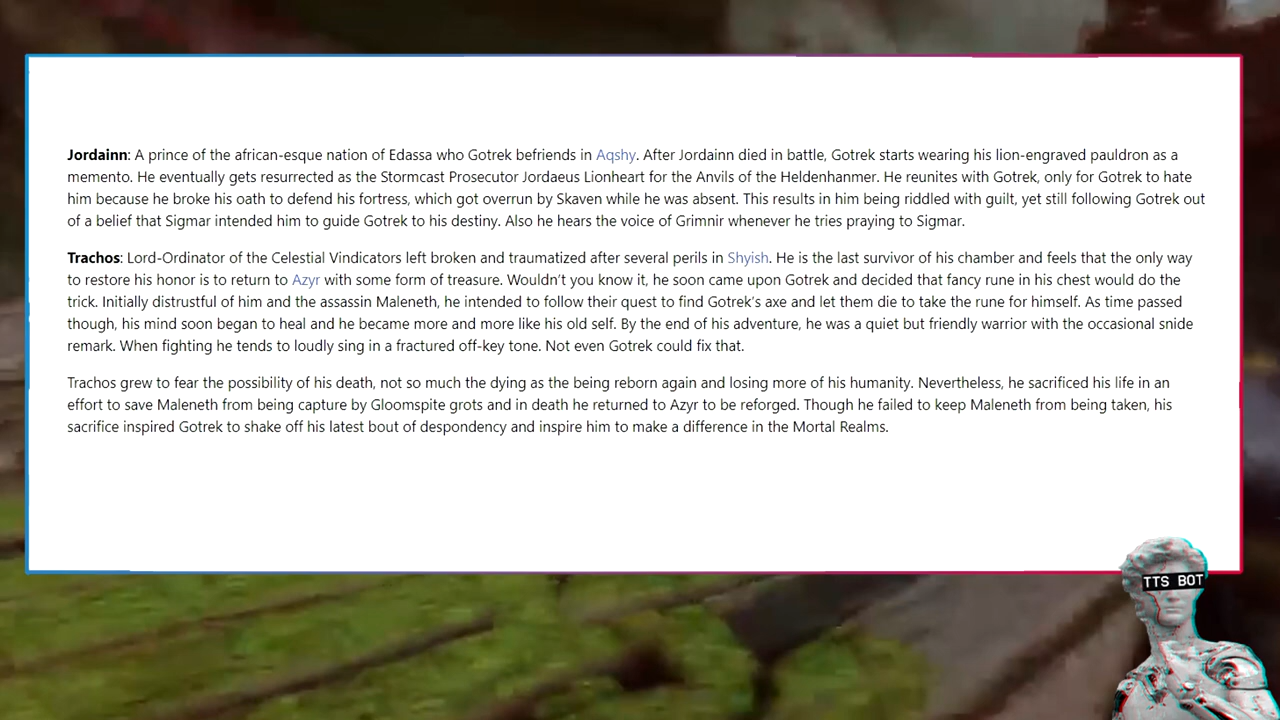 Jordainn: A prince of the african-esque nation of Edassa who Gotrek befriends in Aqshy. After Jordainn died in battle, Gotrek starts wearing his lion-engraved pauldron as a
memento. He eventually gets resurrected as the Stormcast Prosecutor Jordaeus Lionheart for the Anvils of the Heldenhanmer. He reunites with Gotrek, only for Gotrek to hate
him because he broke his oath to defend his fortress, which got overrun by Skaven while he was absent. This results in him being riddled with guilt, yet still following Gotrek out
of a belief that Sigmar intended him to guide Gotrek to his destiny. Also he hears the voice of Grimnir whenever he tries praying to Sigmar.
Trachos: Lord-Ordinator of the Celestial Vindicators left broken and traumatized after several perils in Shyish. He is the last survivor of his chamber and feels that the only way
to restore his honor is to return to Azyr with some form of treasure. Wouldn't you know it, he soon came upon Gotrek and decided that fancy rune in his chest would do the
trick. Initially distrustful of him and the assassin Maleneth, he intended to follow their quest to find Gotrek's axe and let them die to take the rune for himself. As time passed
though, his mind soon began to heal and he became more and more like his old self. By the end of his adventure, he was a quiet but friendly warrior with the occasional snide
remark. When fighting he tends to loudly sing in a fractured off-key tone. Not even Gotrek could fix that.
Trachos grew to fear the possibility of his death, not so much the dying as the being reborn again and losing more of his humanity. Nevertheless, he sacrificed his life in an
effort to save Maleneth from being capture by Gloomspite grots and in death he returned to Azyr to be reforged. Though he failed to keep Maleneth from being taken, his
sacrifice inspired Gotrek to shake off his latest bout of despondency and inspire him to make a difference in the Mortal Realms.
TTS BOT